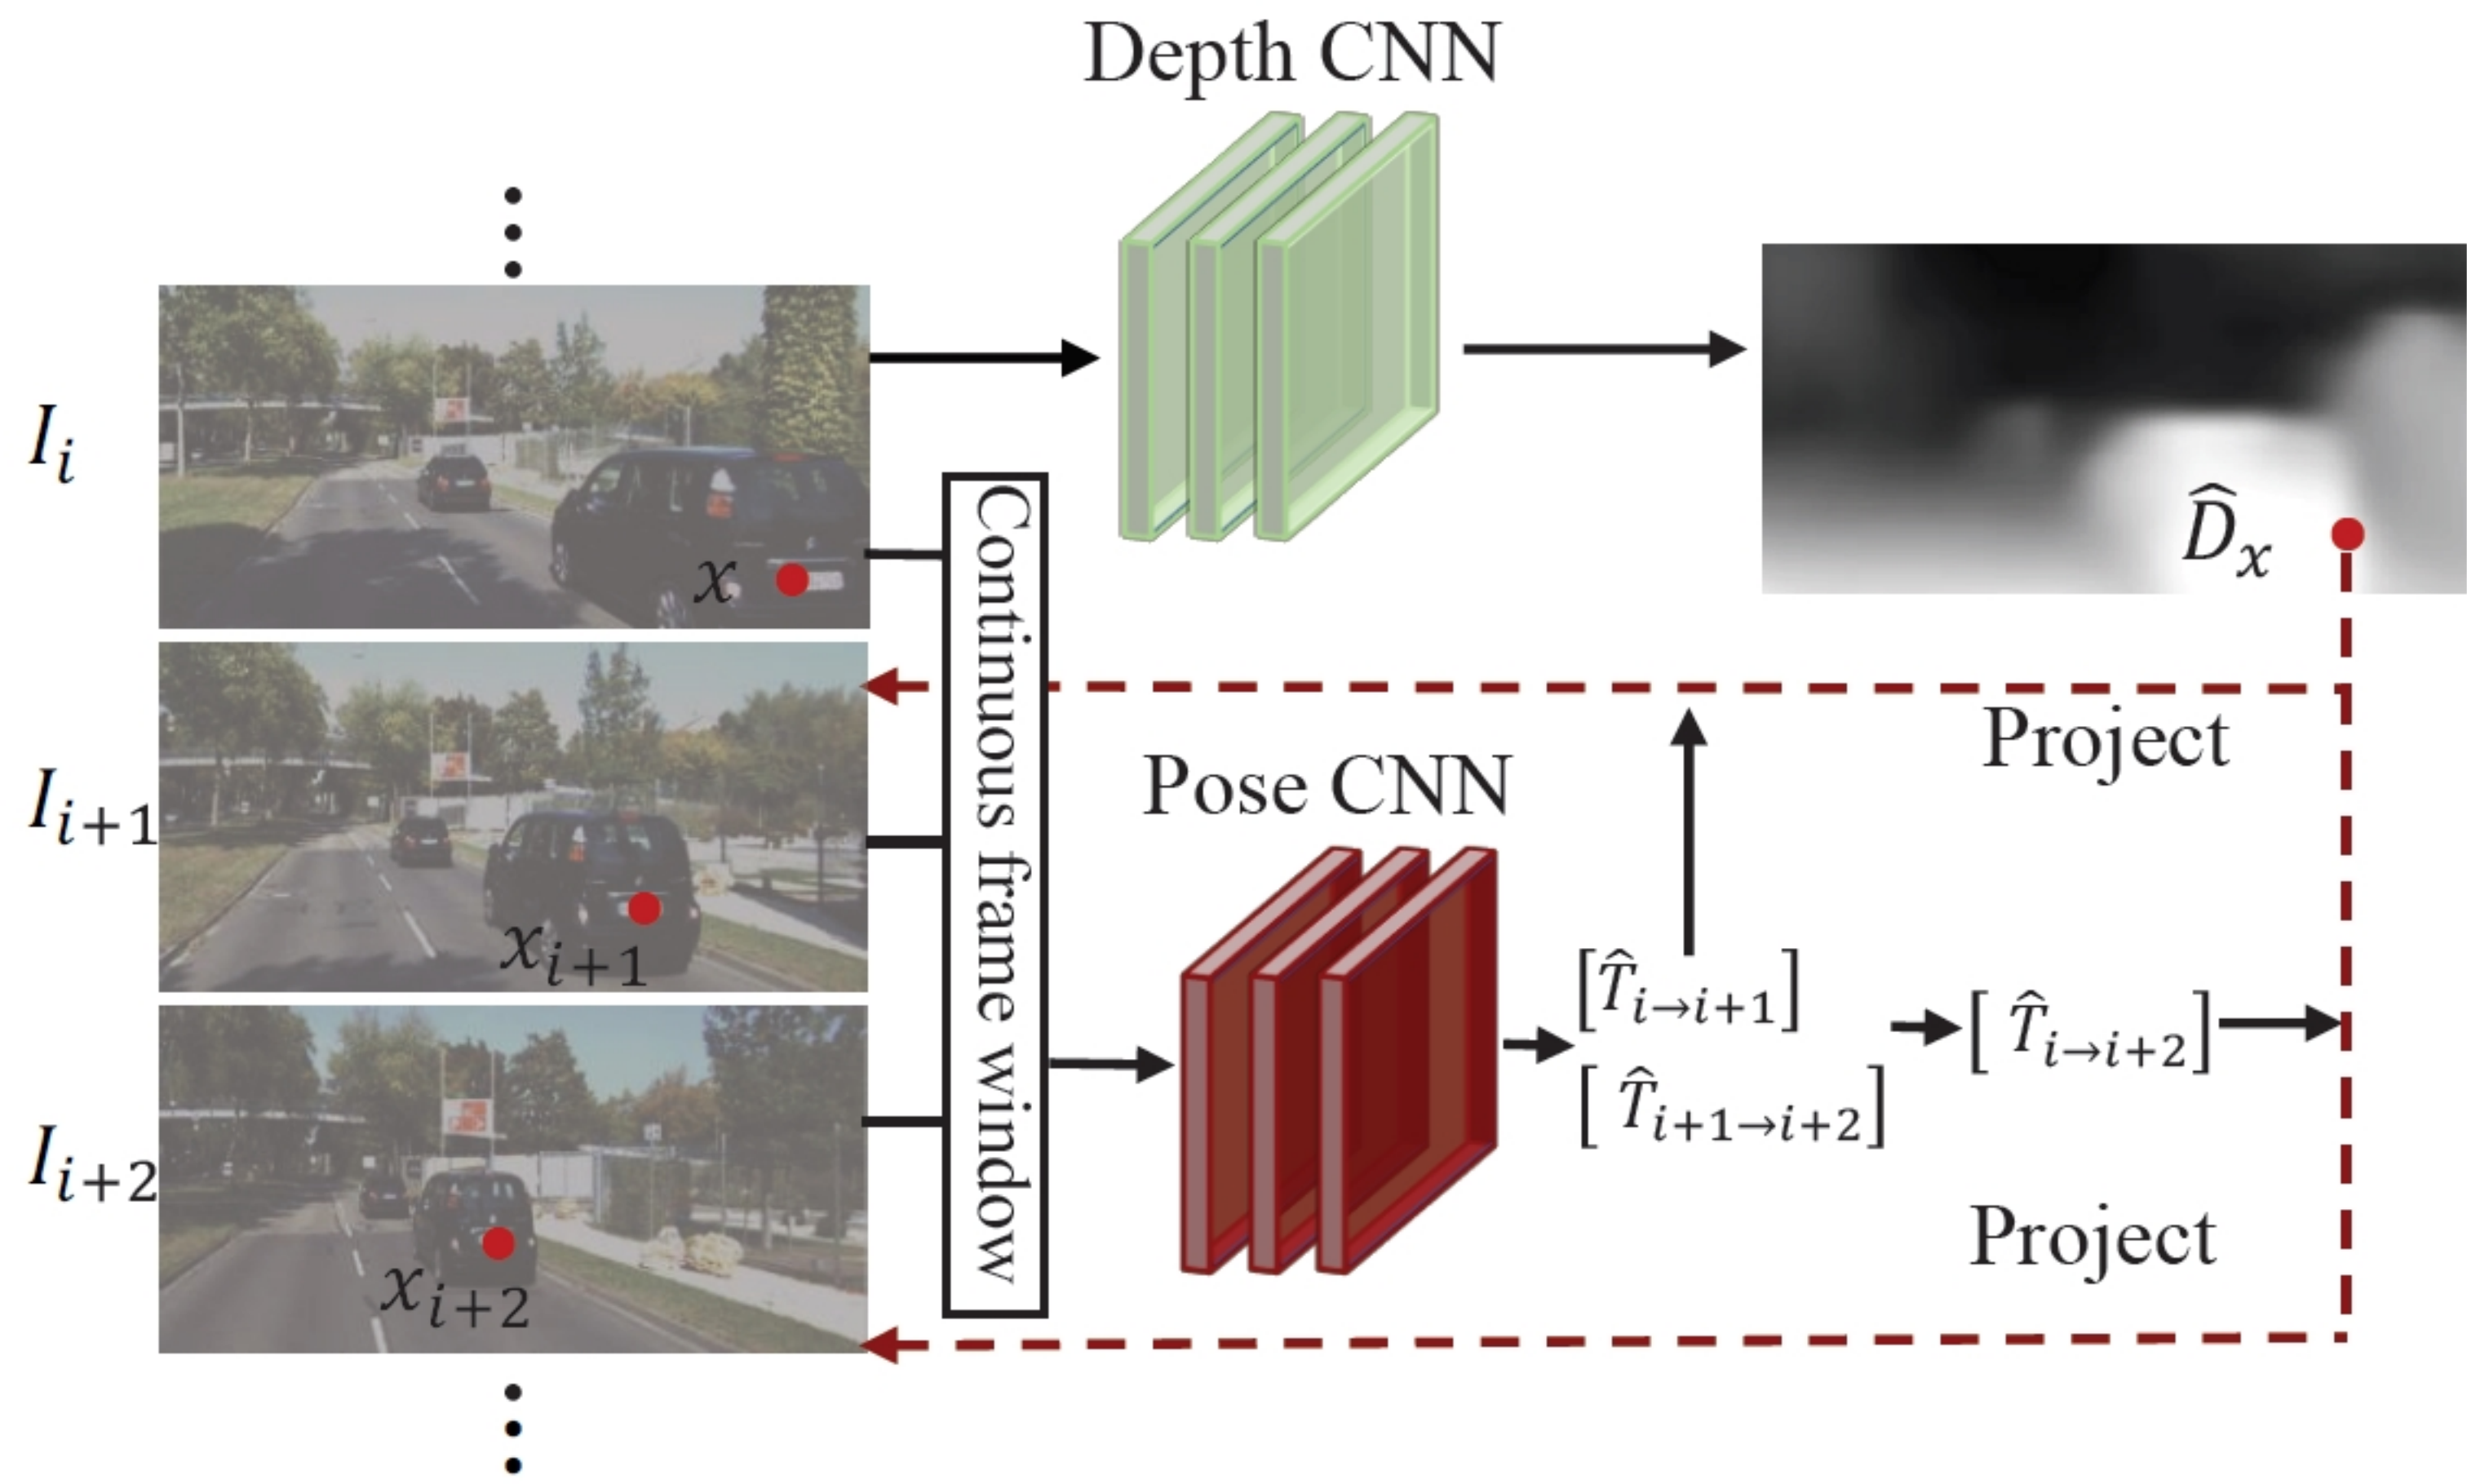 Depth CNN
I_i
x
D̂_x
Continuous frame window
Project
Pose CNN
I_{i+1}
x_{i+1}
[T̂_{i→i+1}]
[T̂_{i+1→i+2}]
[T̂_{i→i+2}]
I_{i+2}
x_{i+2}
Project